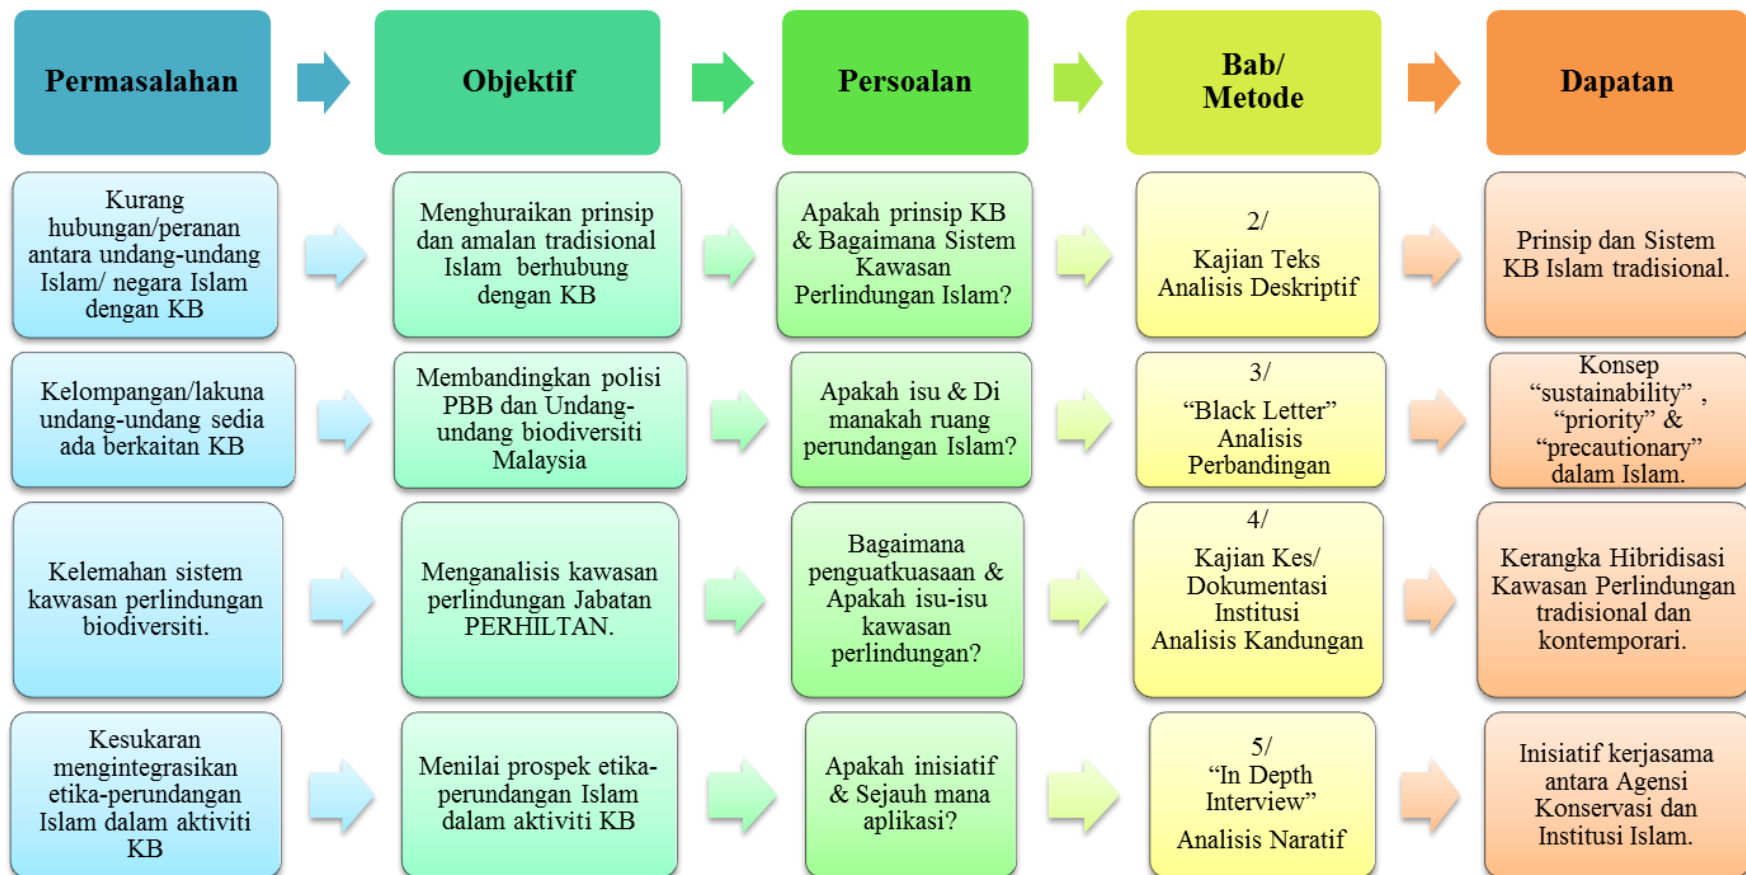 Permasalahan
Objektif
Persoalan
Bab/
Metode
Dapatan
Kurang
hubungan/peranan
antara undang-undang
Islam/ negara Islam
dengan KB
Menghuraikan prinsip
dan amalan tradisional
Islam berhubung
dengan KB
Apakah prinsip KB
& Bagaimana Sistem
Kawasan
Perlindungan Islam?
2/
Kajian Teks
Analisis Deskriptif
Prinsip dan Sistem
KB Islam tradisional.
Kelompangan/lakuna
undang-undang sedia
ada berkaitan KB
Membandingkan polisi
PBB dan Undang-
undang biodiversiti
Malaysia
Apakah isu & Di
manakah ruang
perundangan Islam?
3/
“Black Letter”
Analisis
Perbandingan
Konsep
“sustainability” ,
“priority” &
“precautionary”
dalam Islam.
Kelemahan sistem
kawasan perlindungan
biodiversiti.
Menganalisis kawasan
perlindungan Jabatan
PERHILTAN.
Bagaimana
penguatkuasaan &
Apakah isu-isu
kawasan
perlindungan?
4/
Kajian Kes/
Dokumentasi
Institusi
Analisis Kandungan
Kerangka Hibridisasi
Kawasan Perlindungan
tradisional dan
kontemporari.
Kesukaran
mengintegrasikan
etika-perundangan
Islam dalam aktiviti
KB
Menilai prospek etika-
perundangan Islam
dalam aktiviti KB
Apakah inisiatif
& Sejauh mana
aplikasi?
5/
“In Depth
Interview”
Analisis Naratif
Inisiatif kerjasama
antara Agensi
Konservasi dan
Institusi Islam.